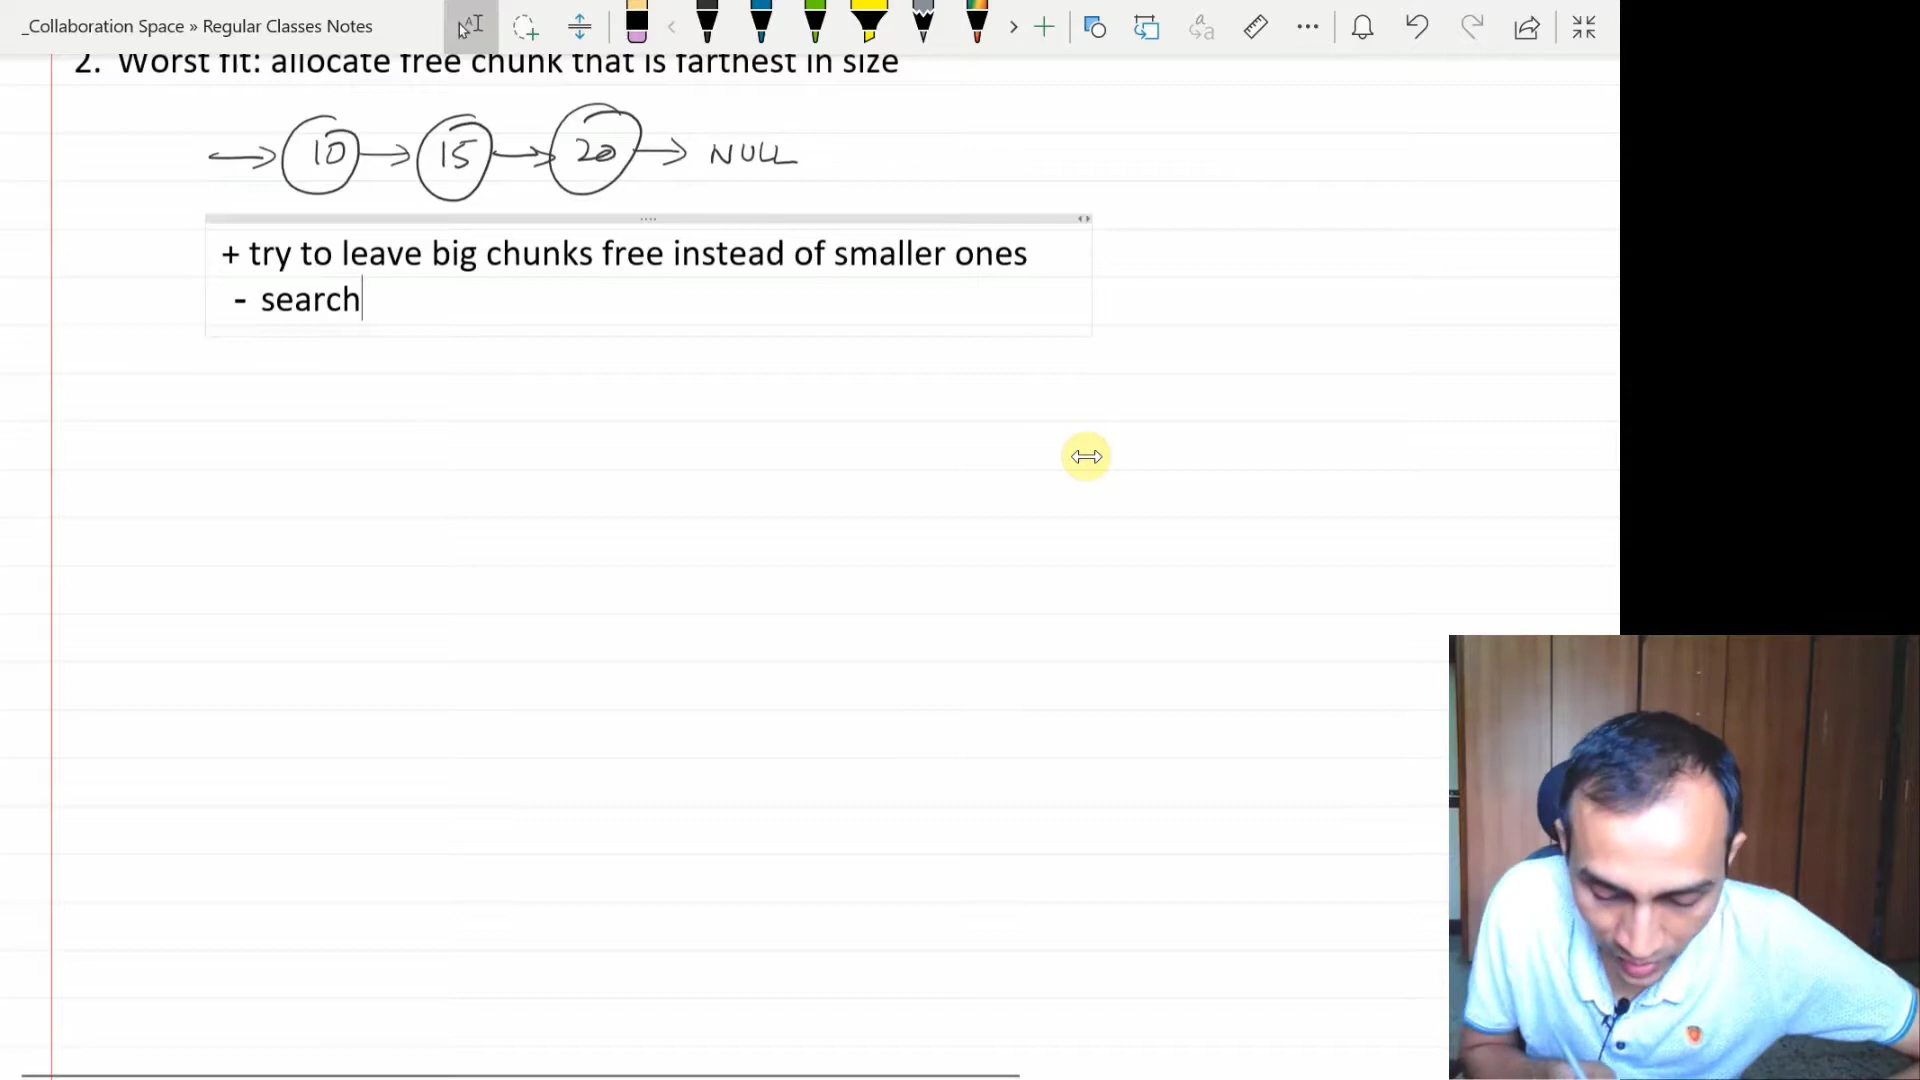 _Collaboration Space » Regular Classes Notes
2. Worst fit: allocate free chunk that is farthest in size
10 15 20 NULL
+ try to leave big chunks free instead of smaller ones
- search